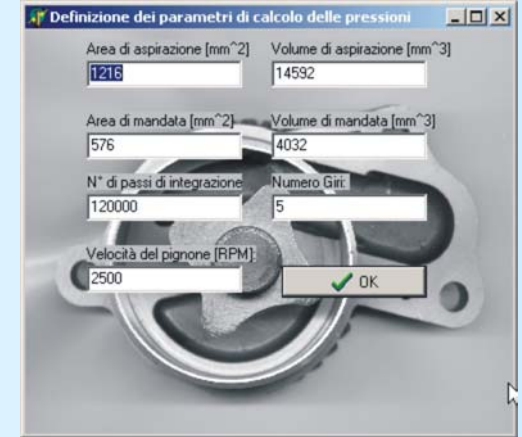 Definizione dei parametri di calcolo delle pressioni
Area di aspirazione [mm^2] Volume di aspirazione [mm^3]
1216 14592
Area di mandata [mm^2] Volume di mandata [mm^3]
576 4032
N° di passi di integrazione Numero Giri:
120000 5
Velocità del pignone [RPM]:
2500 OK